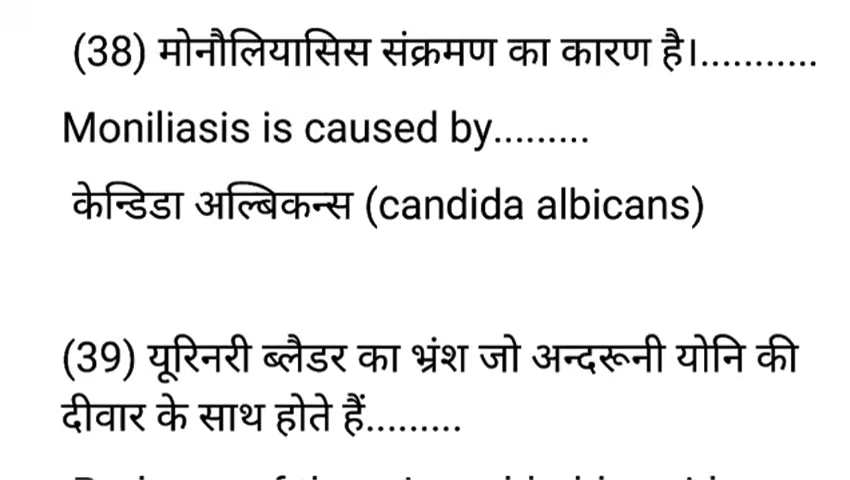 (38) मोनौलियासिस संक्रमण का कारण है।...........
Moniliasis is caused by.........
केन्डिडा अल्बिकन्स (candida albicans)
(39) यूरिनरी ब्लैडर का भ्रंश जो अन्दरूनी योनि की
दीवार के साथ होते हैं.........